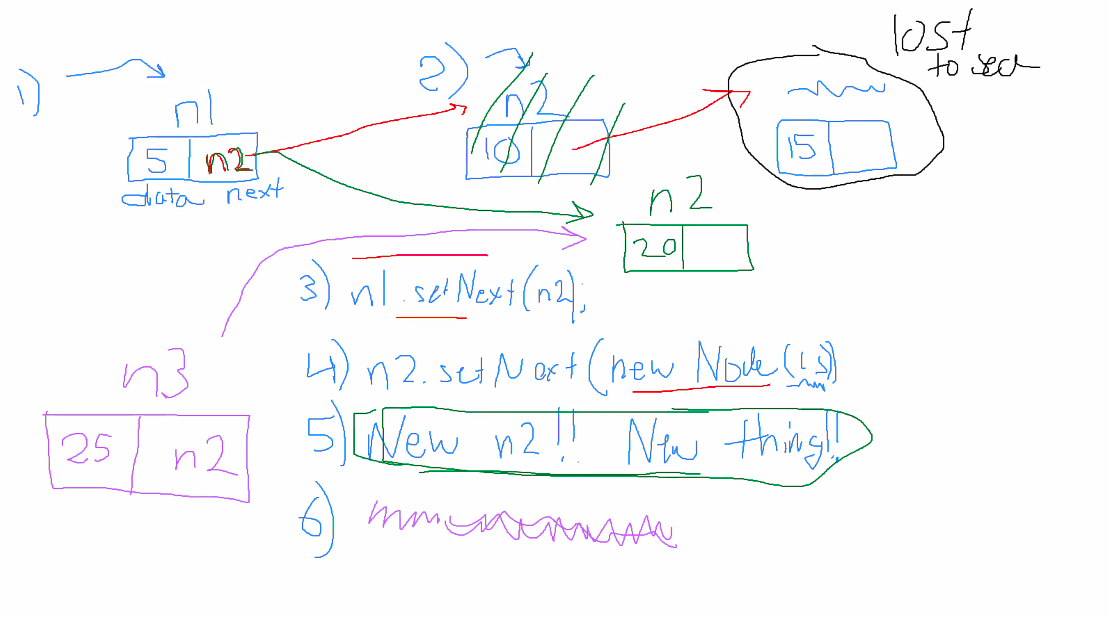 lost
to sea
1)
2)
n1
n2
5 n2
10
15
data next
n2
20
3) n1.setNext(n2);
n3
4) n2.setNext(new Node(15)
25 n2
5) New n2!! New thing!!
6)